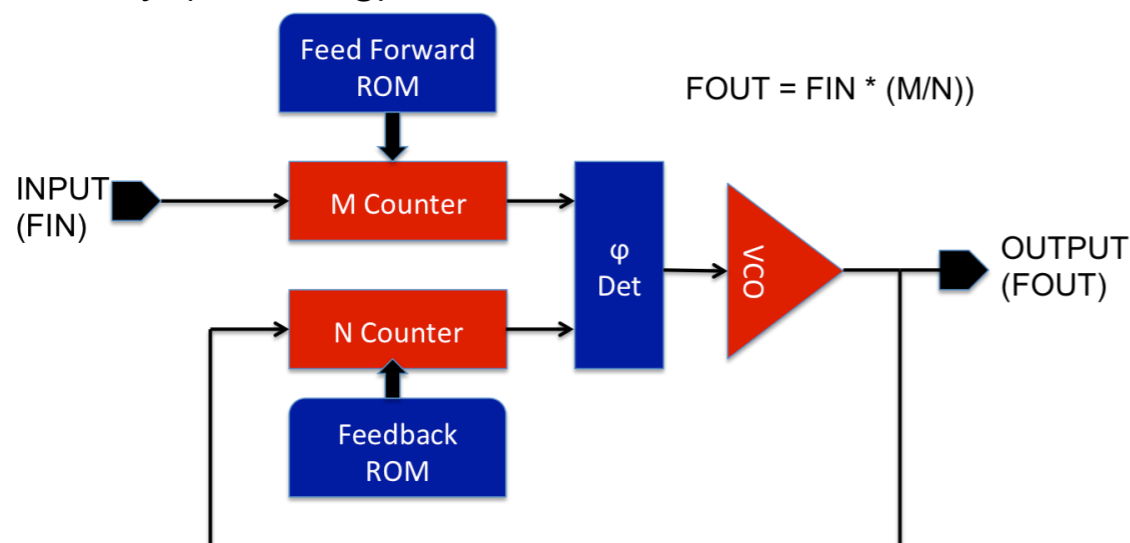 Feed Forward
ROM
FOUT = FIN * (M/N))
INPUT
(FIN)
M Counter
φ
Det
VCO
OUTPUT
(FOUT)
N Counter
Feedback
ROM